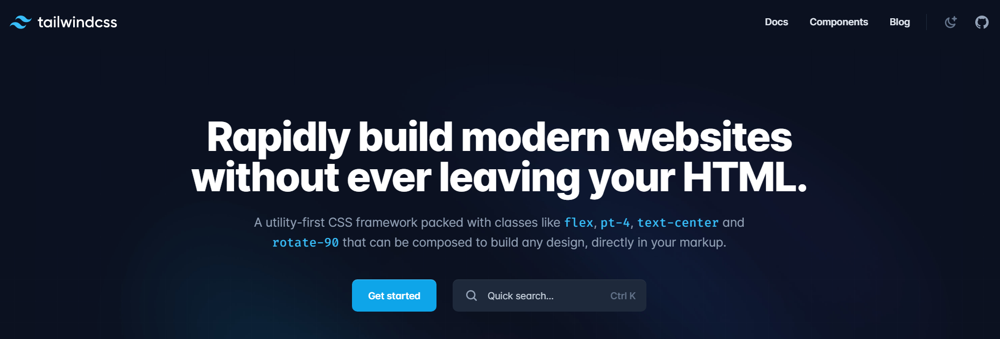 tailwindcss
Docs Components Blog
Rapidly build modern websites
without ever leaving your HTML.
A utility-first CSS framework packed with classes like flex, pt-4, text-center and
rotate-90 that can be composed to build any design, directly in your markup.
Get started
Quick search... Ctrl K